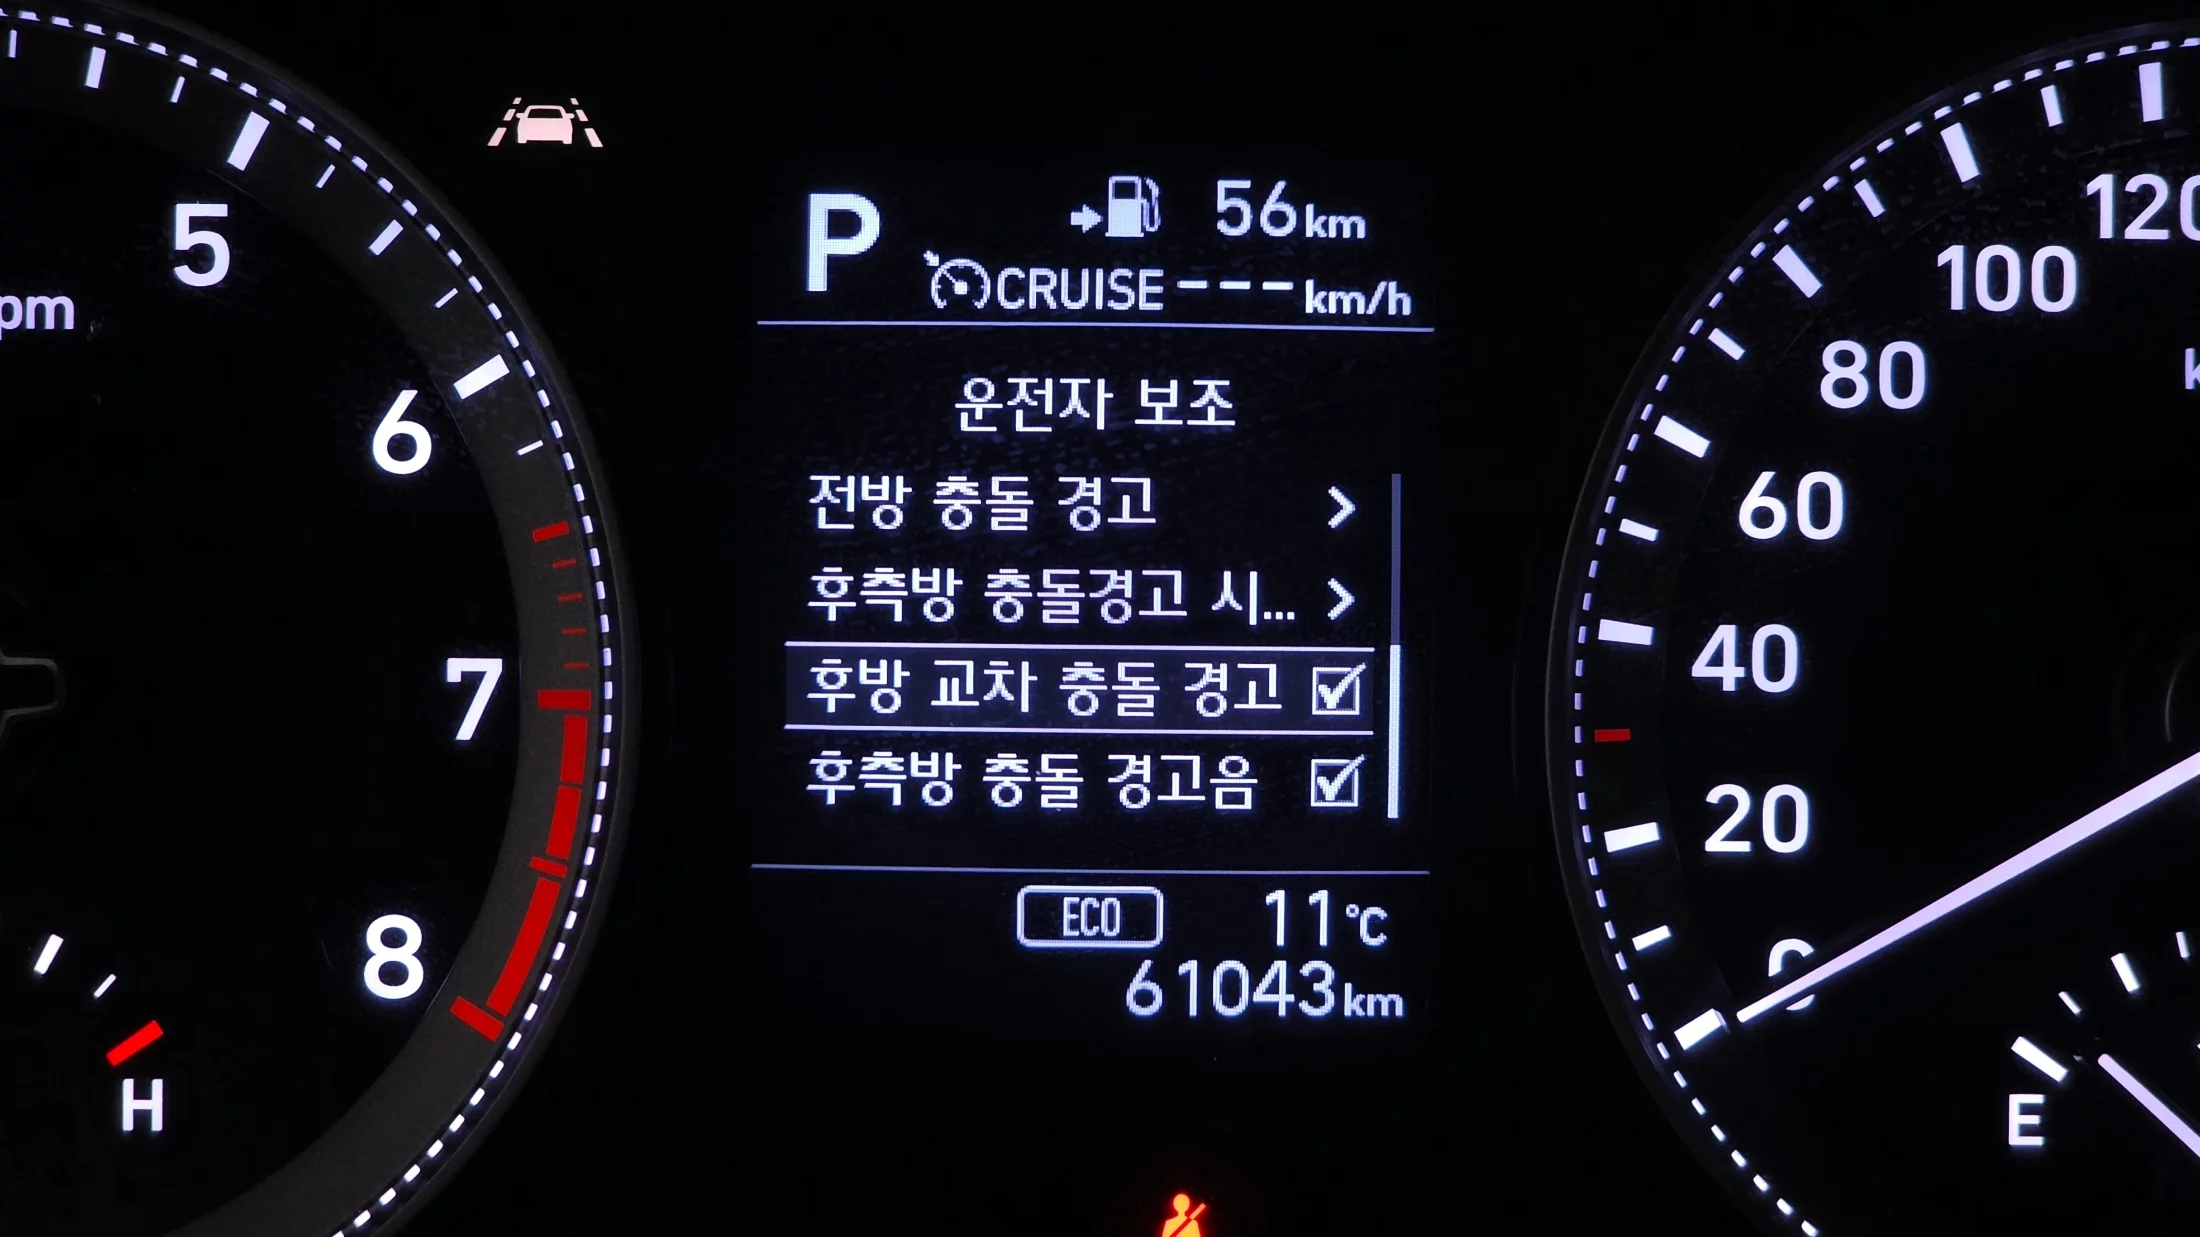 5
pm
6
7
8
H
P 56km
CRUISE ---km/h
운전자 보조
전방 충돌 경고 >
후측방 충돌경고 시... >
후방 교차 충돌 경고 ☑
후측방 충돌 경고음 ☑
ECO 11°C
61043km
120
100
80
k
60
40
20
0
E